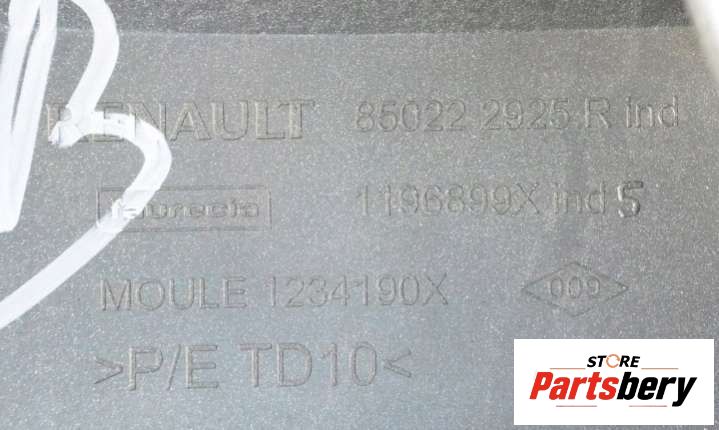 B
RENAULT 85022 2925 R ind
faurecia 1196899X ind 5
MOULE 1234190X 009
>P/E TD10<
STORE
Partsbery